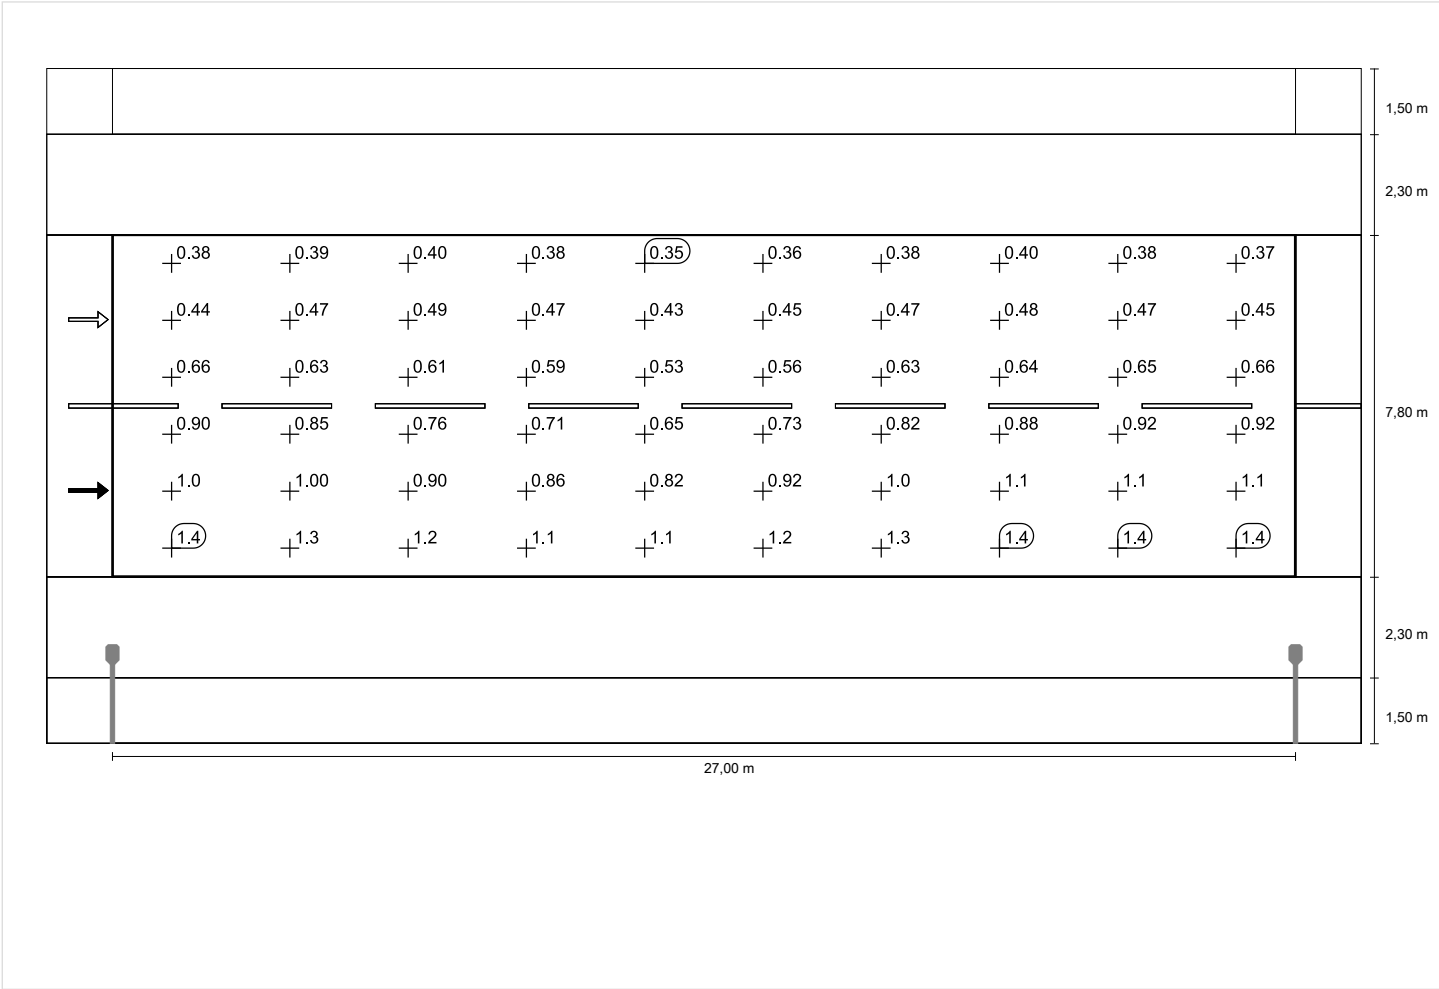 1,50 m
2,30 m
0.38 0.39 0.40 0.38 0.35 0.36 0.38 0.40 0.38 0.37
0.44 0.47 0.49 0.47 0.43 0.45 0.47 0.48 0.47 0.45
0.66 0.63 0.61 0.59 0.53 0.56 0.63 0.64 0.65 0.66
7,80 m
0.90 0.85 0.76 0.71 0.65 0.73 0.82 0.88 0.92 0.92
1.0 1.00 0.90 0.86 0.82 0.92 1.0 1.1 1.1 1.1
1.4 1.3 1.2 1.1 1.1 1.2 1.3 1.4 1.4 1.4
2,30 m
1,50 m
27,00 m